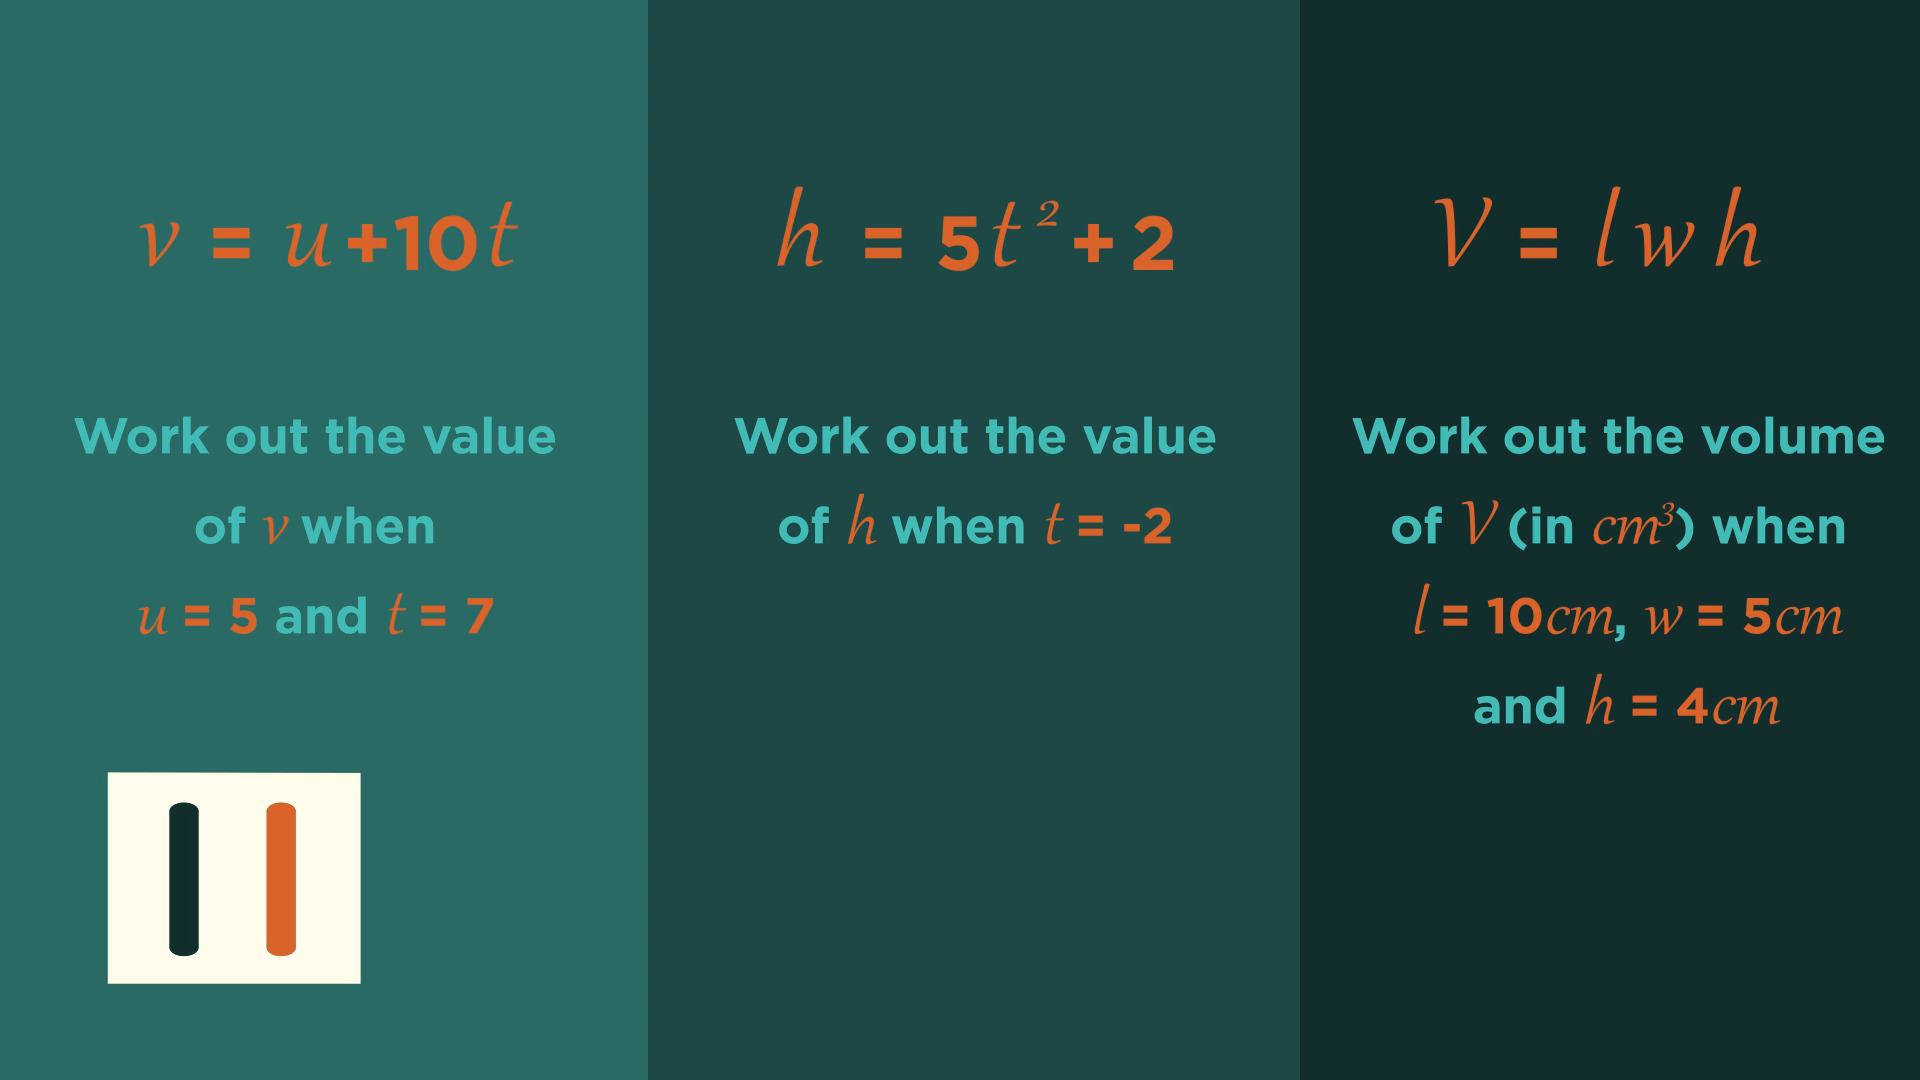 v = u +10t
Work out the value
of v when
u = 5 and t = 7
h = 5t² + 2
Work out the value
of h when t = -2
V = l w h
Work out the volume
of V (in cm³) when
l = 10cm, w = 5cm
and h = 4cm